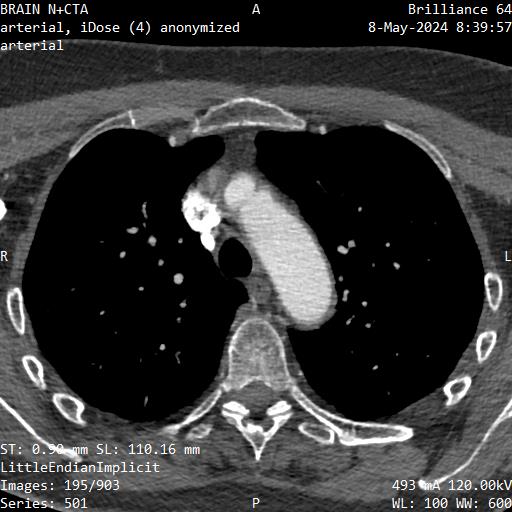 BRAIN N+CTA
A
Brilliance 64
arterial, iDose (4) anonymized
8-May-2024 8:39:57
arterial
R
L
ST: 0.90 mm SL: 110.16 mm
LittleEndianImplicit
Images: 195/903
493 mA 120.00kV
Series: 501
P
WL: 100 WW: 600